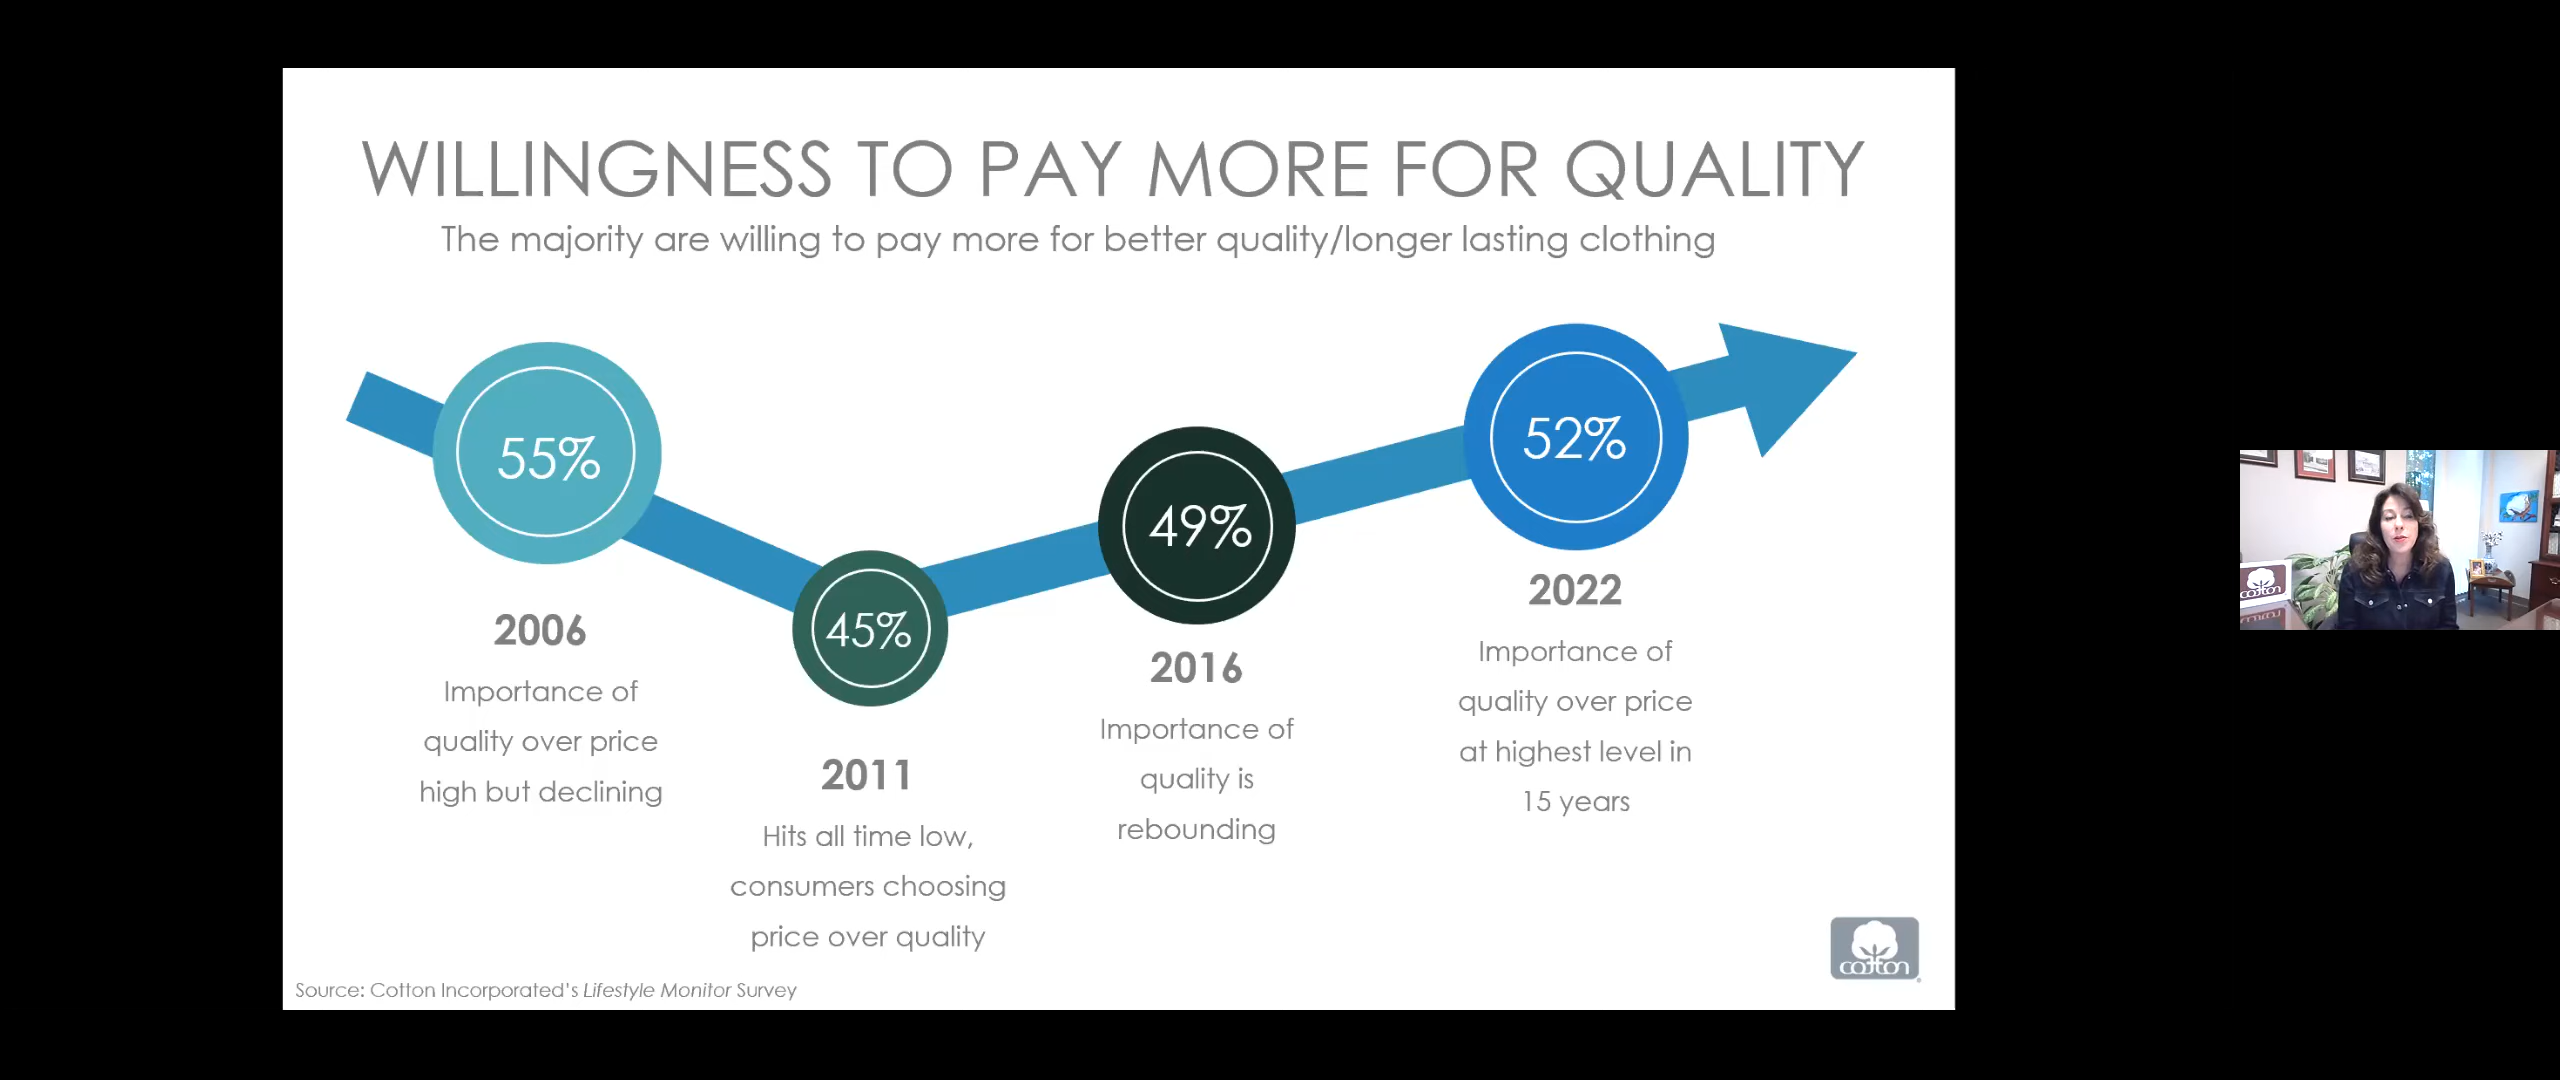 WILLINGNESS TO PAY MORE FOR QUALITY
The majority are willing to pay more for better quality/longer lasting clothing
55%
2006
Importance of
quality over price
high but declining
45%
2011
Hits all time low,
consumers choosing
price over quality
49%
2016
Importance of
quality is
rebounding
52%
2022
Importance of
quality over price
at highest level in
15 years
Source: Cotton Incorporated's Lifestyle Monitor Survey
cotton
cotton